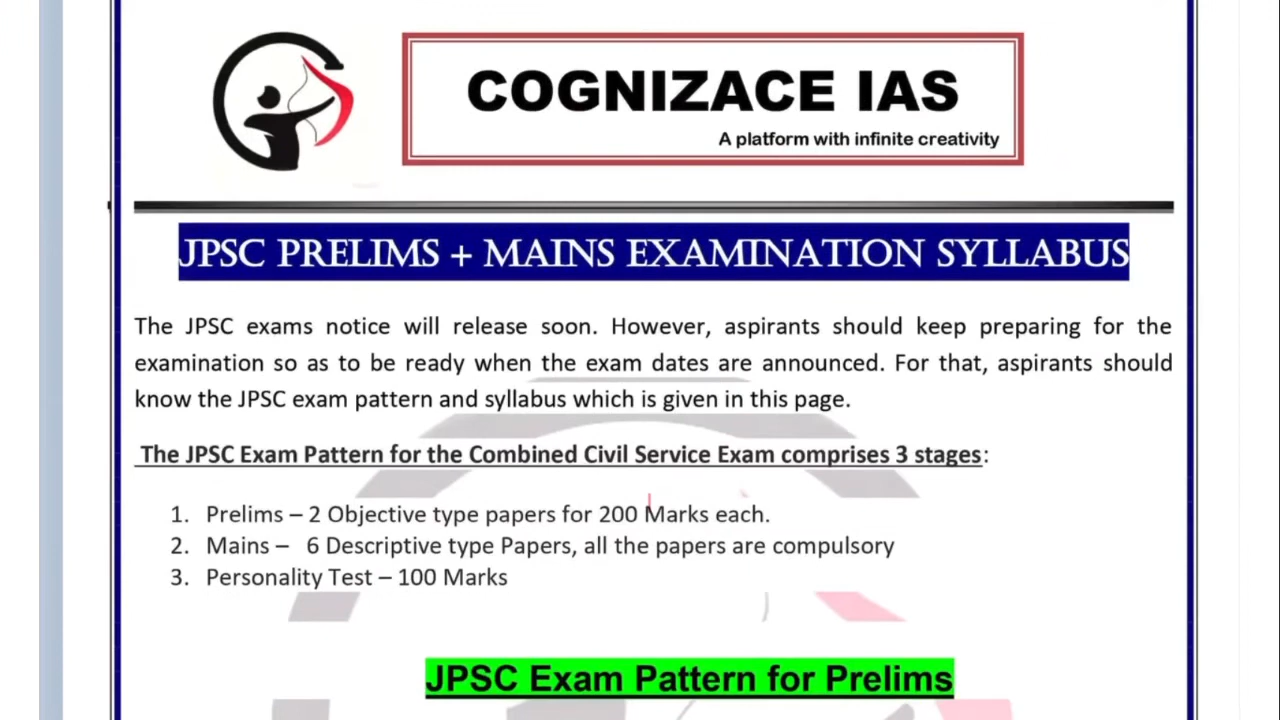 COGNIZACE IAS
A platform with infinite creativity
JPSC PRELIMS + MAINS EXAMINATION SYLLABUS
The JPSC exams notice will release soon. However, aspirants should keep preparing for the
examination so as to be ready when the exam dates are announced. For that, aspirants should
know the JPSC exam pattern and syllabus which is given in this page.
The JPSC Exam Pattern for the Combined Civil Service Exam comprises 3 stages:
1. Prelims – 2 Objective type papers for 200 Marks each.
2. Mains – 6 Descriptive type Papers, all the papers are compulsory
3. Personality Test – 100 Marks
JPSC Exam Pattern for Prelims